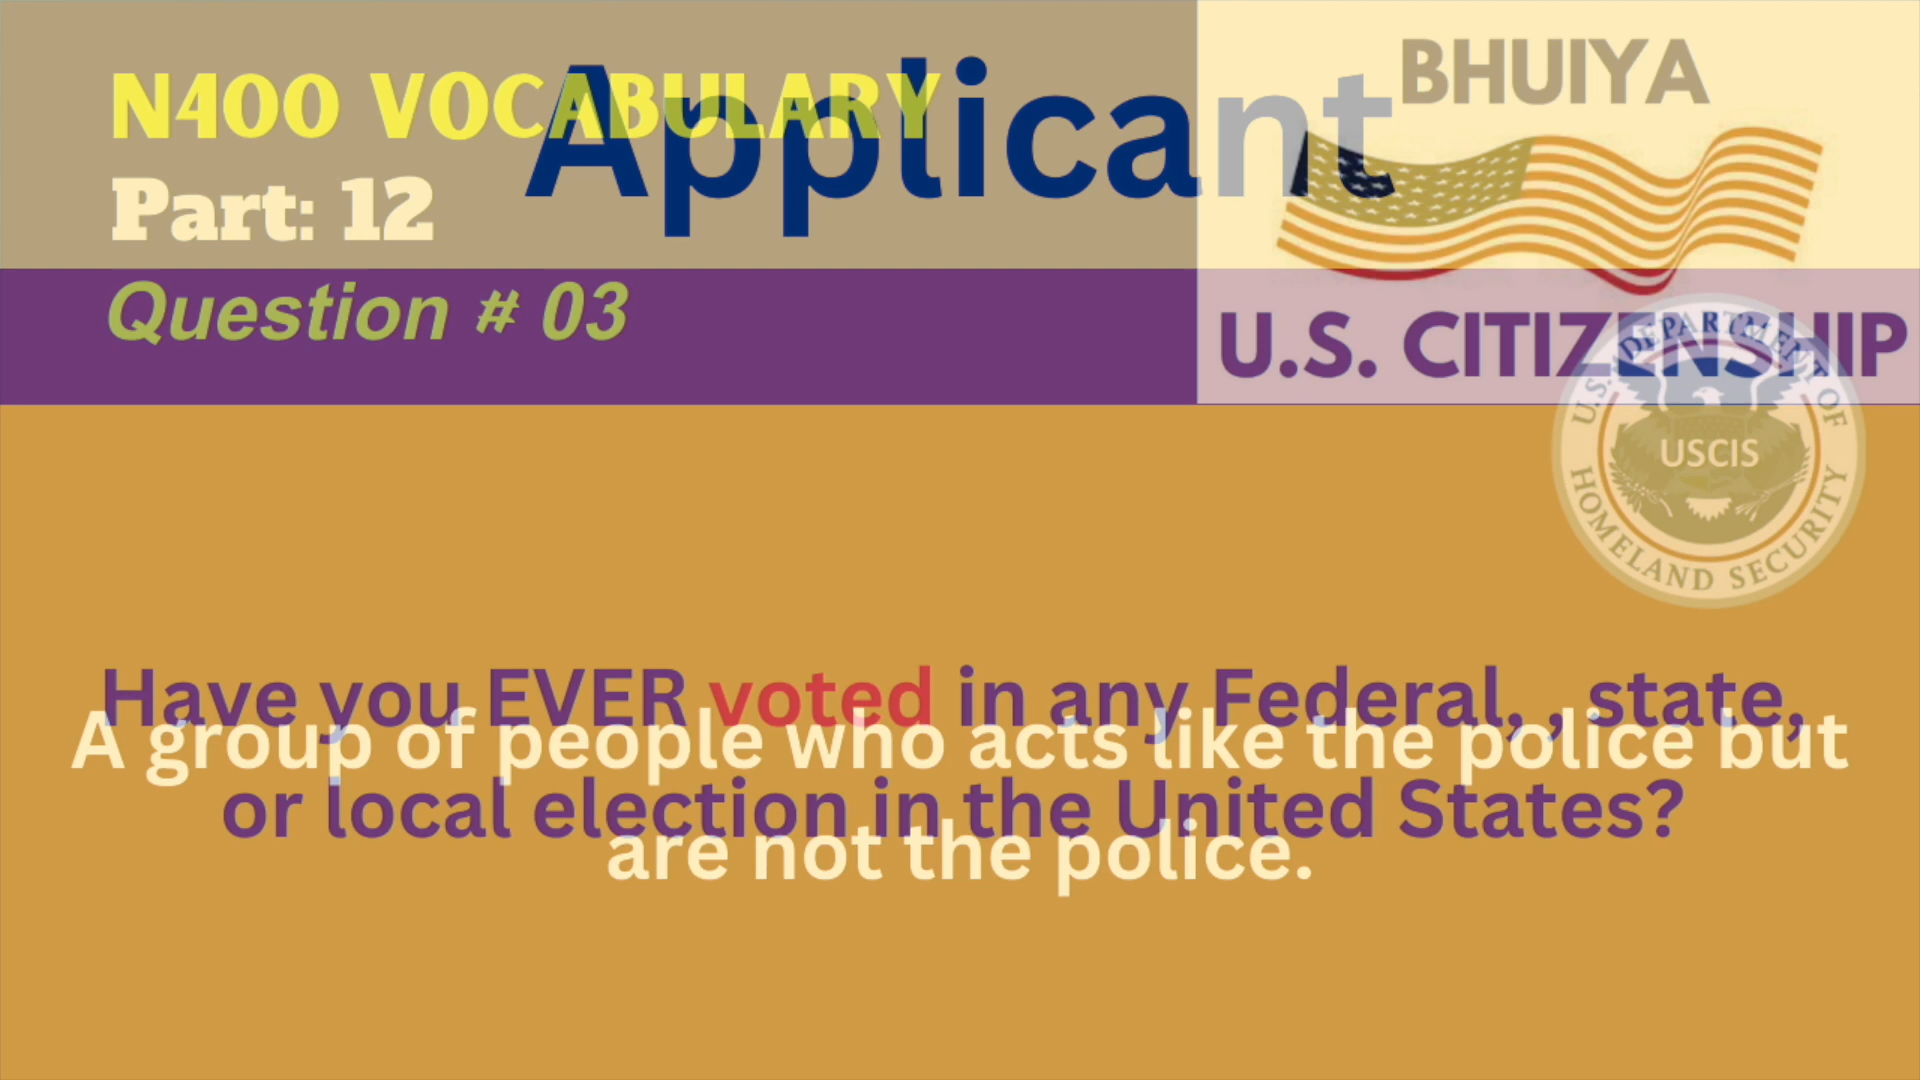 N400 VOCABULARY
Applicant
Part: 12
Question # 03
BHUIYA
U.S. CITIZENSHIP
U.S. DEPARTMENT OF HOMELAND SECURITY
USCIS
Have you EVER voted in any Federal, , state,
or local election in the United States?
A group of people who acts like the police but
are not the police.